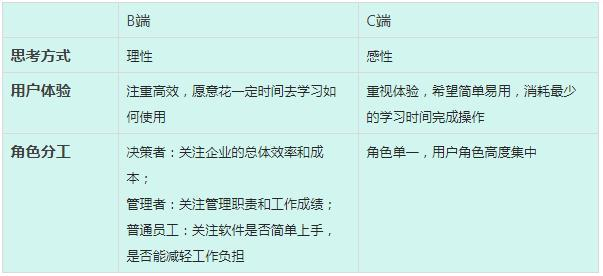 B端
C端
思考方式
理性
感性
用户体验
注重高效，愿意花一定时间去学习如
何使用
重视体验，希望简单易用，消耗最少
的学习时间完成操作
角色分工
决策者：关注企业的总体效率和成
本；
管理者：关注管理职责和工作成绩；
普通员工：关注软件是否简单上手，
是否能减轻工作负担
角色单一，用户角色高度集中